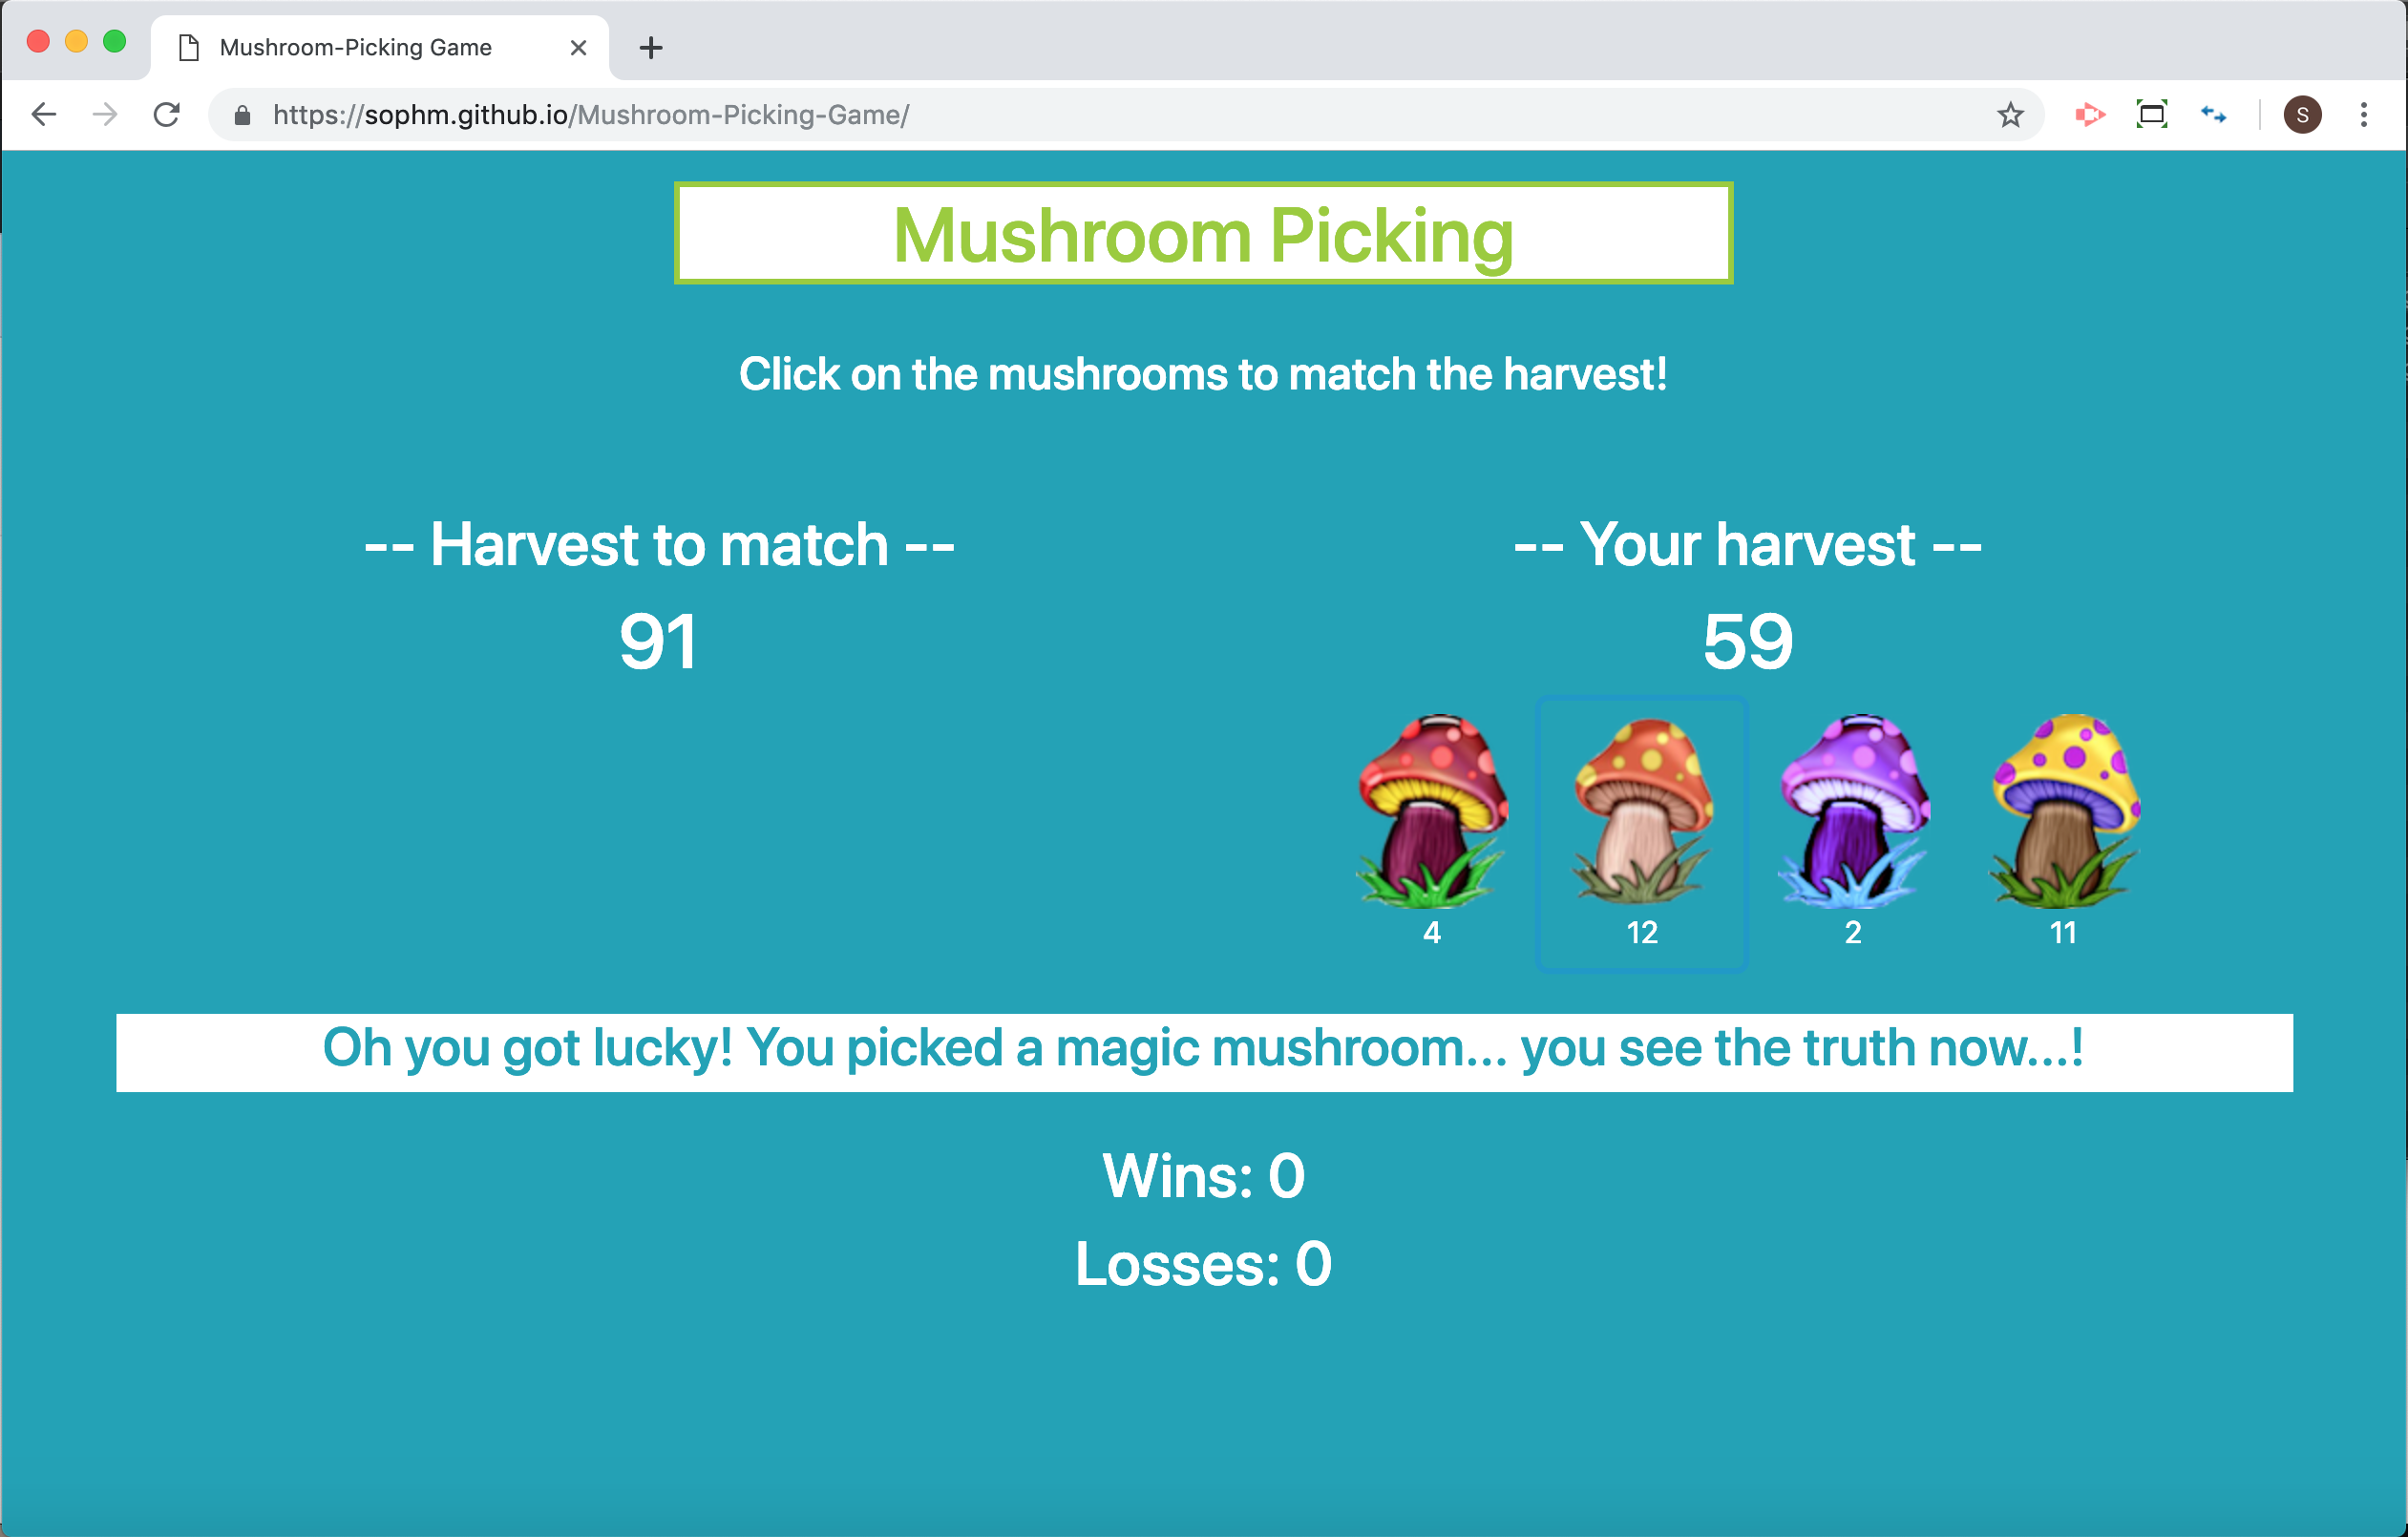 Mushroom-Picking Game
https://sophm.github.io/Mushroom-Picking-Game/
S
Mushroom Picking
Click on the mushrooms to match the harvest!
-- Harvest to match --
91
-- Your harvest --
59
4
12
2
11
Oh you got lucky! You picked a magic mushroom... you see the truth now...!
Wins: 0
Losses: 0